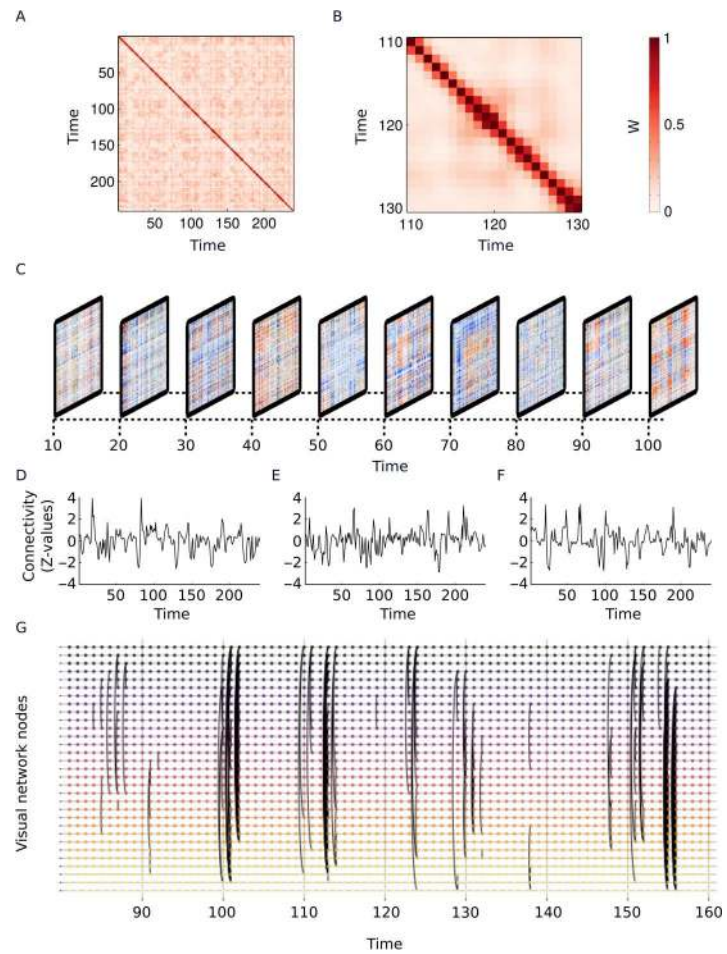 A
B
50
100
150
200
Time
50 100 150 200
Time
110
120
130
Time
110 120 130
Time
1
0.5
0
W
C
10 20 30 40 50 60 70 80 90 100
Time
D E F
Connectivity
(Z-values)
4
2
0
−2
−4
50 100 150 200
Time
4
2
0
−2
−4
50 100 150 200
Time
4
2
0
−2
−4
50 100 150 200
Time
G
Visual network nodes
90 100 110 120 130 140 150 160
Time